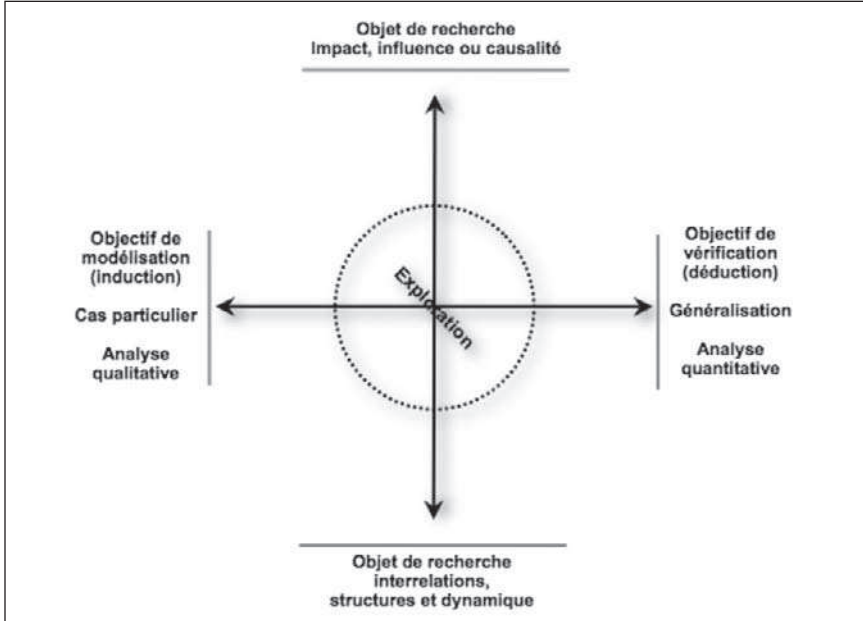 Objet de recherche
Impact, influence ou causalité
Objectif de
modélisation
(induction)
Cas particulier
Analyse
qualitative
Exploration
Objectif de
vérification
(déduction)
Généralisation
Analyse
quantitative
Objet de recherche
interrelations,
structures et dynamique